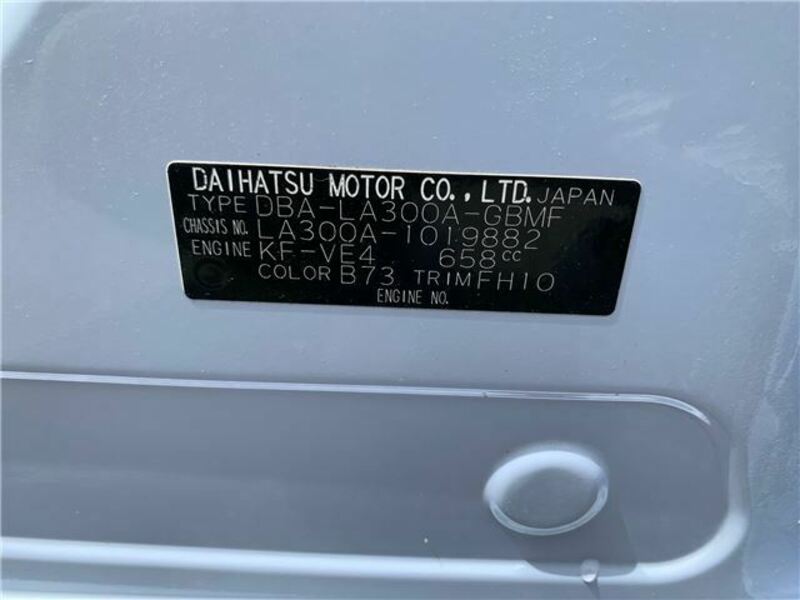 DAIHATSU MOTOR CO., LTD. JAPAN
TYPE DBA-LA300A-GBMF
CHASSIS NO. LA300A-1019882
ENGINE KF-VE4 658cc
COLOR B73 TRIM FH10
ENGINE NO.